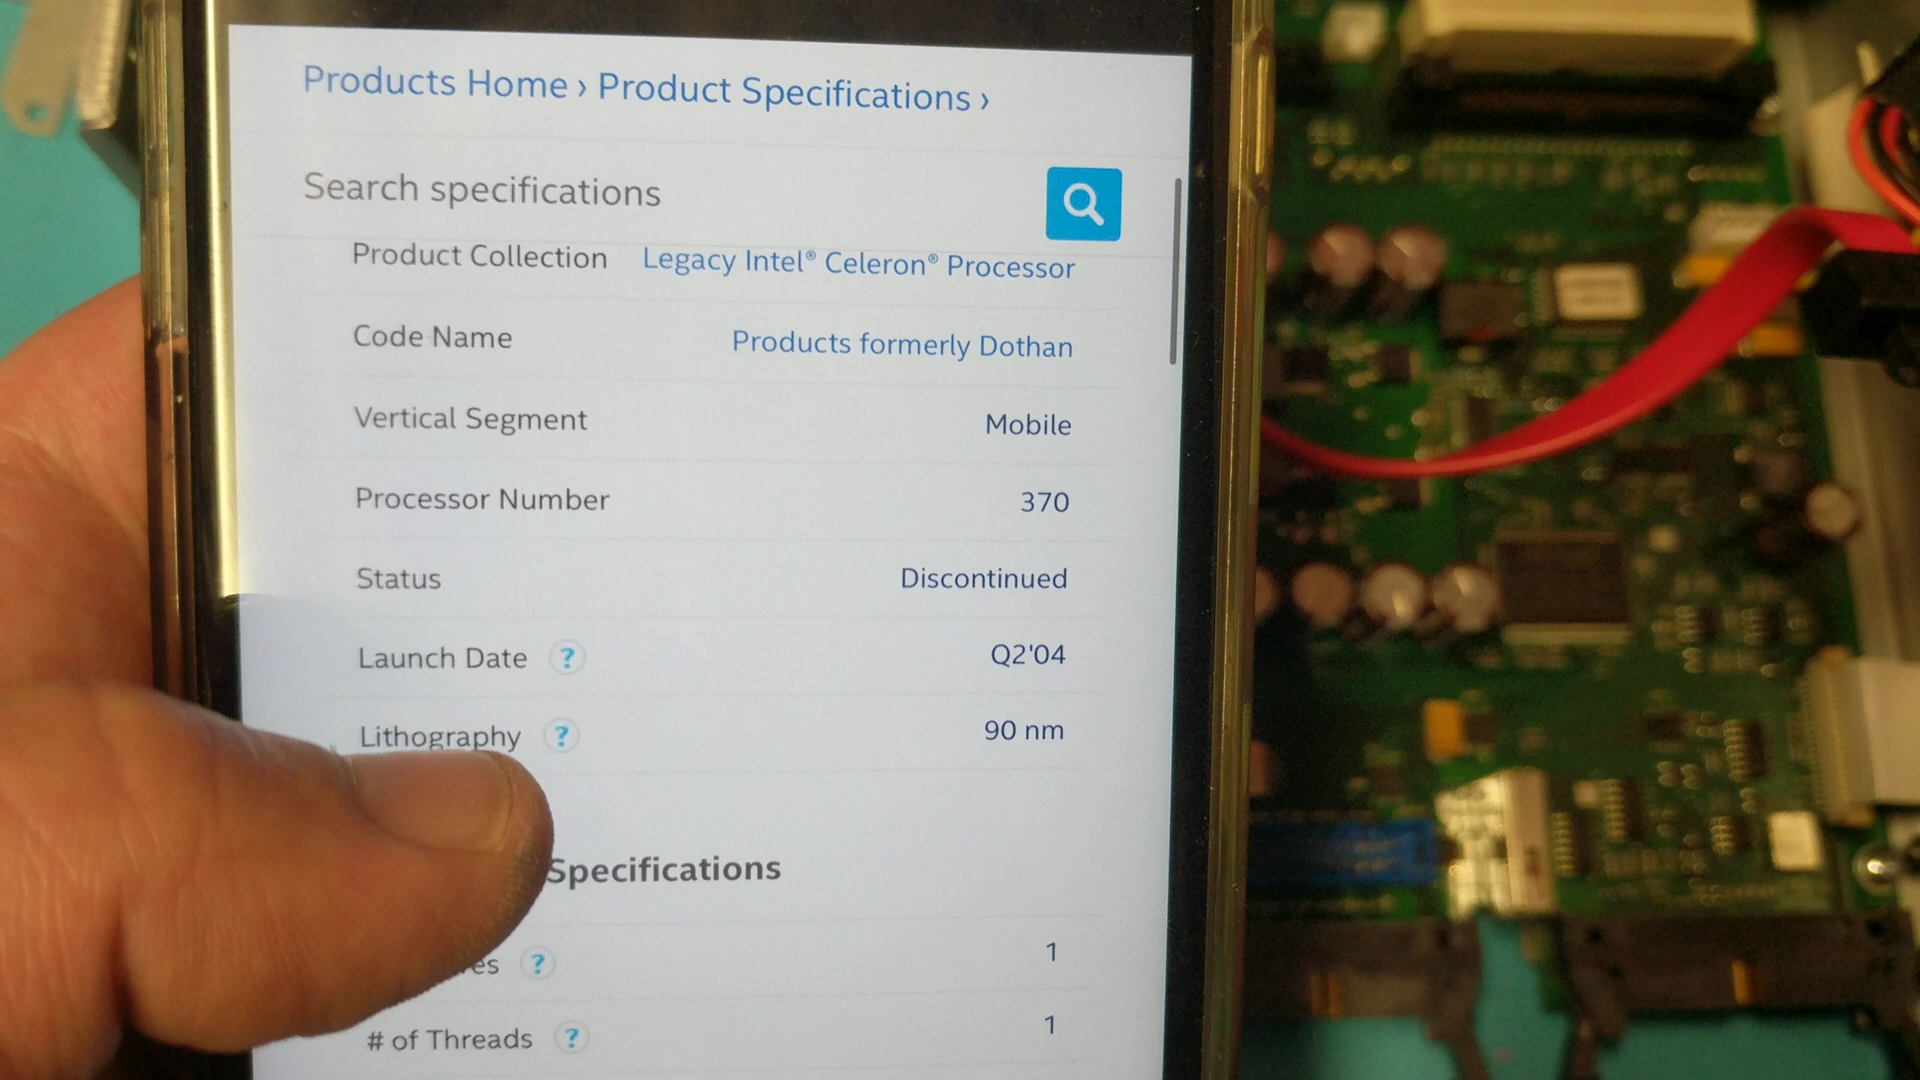 Products Home › Product Specifications ›
Search specifications
Product Collection Legacy Intel® Celeron® Processor
Code Name Products formerly Dothan
Vertical Segment Mobile
Processor Number 370
Status Discontinued
Launch Date ? Q2'04
Lithography ? 90 nm
Specifications
es ? 1
# of Threads ? 1